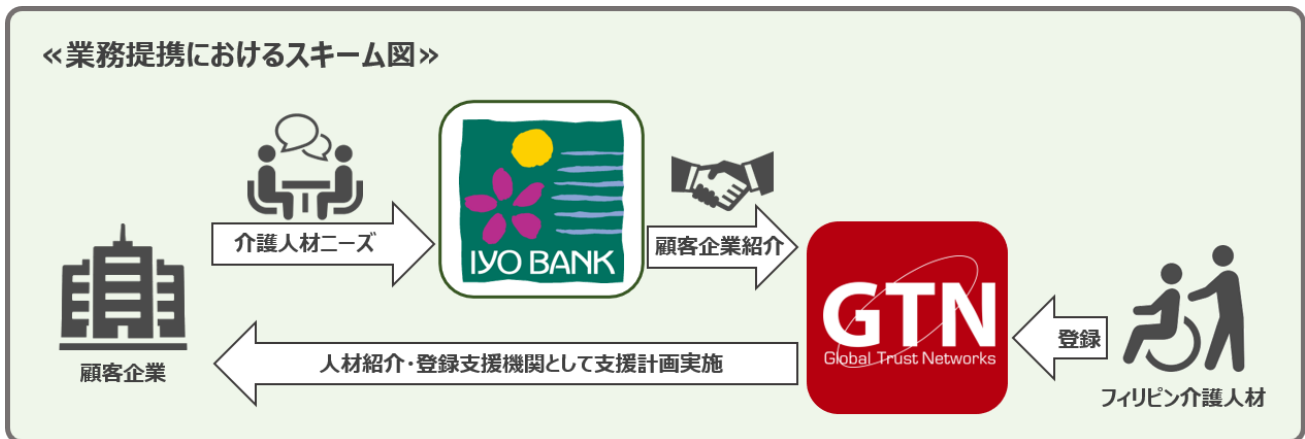 ≪業務提携におけるスキーム図≫
介護人材ニーズ
IYO BANK
顧客企業紹介
GTN
Global Trust Networks
登録
人材紹介・登録支援機関として支援計画実施
顧客企業
フィリピン介護人材